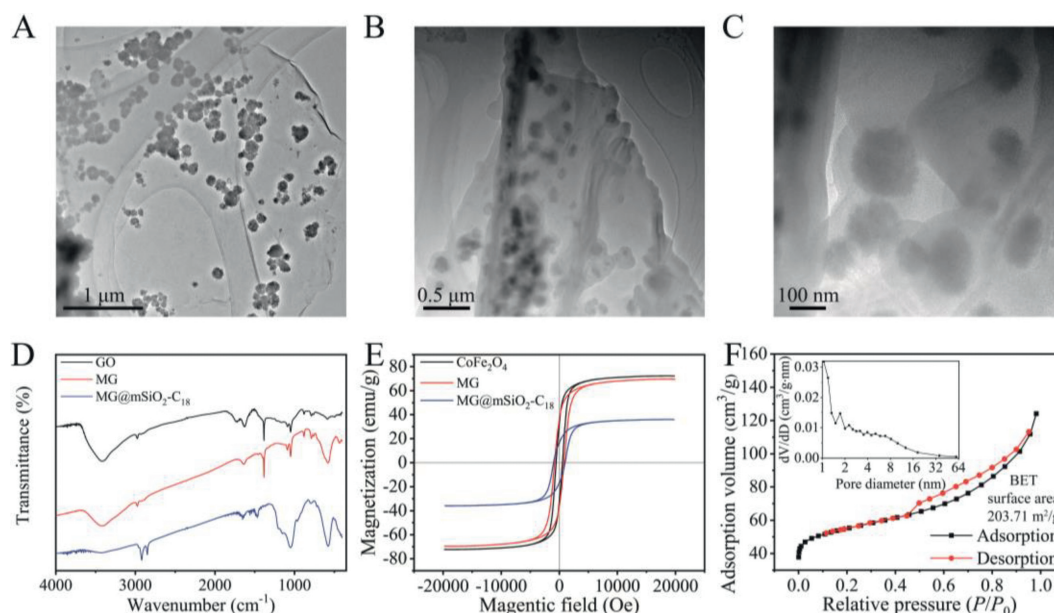 A
B
C
1 μm
0.5 μm
100 nm
D
GO
MG
MG@mSiO₂-C₁₈
Transmittance (%)
4000 3000 2000 1000
Wavenumber (cm⁻¹)
E
CoFe₂O₄
MG
MG@mSiO₂-C₁₈
Magnetization (emu/g)
80
60
40
20
0
-20
-40
-60
-80
-20000 -10000 0 10000 20000
Magentic field (Oe)
F
Adsorption volume (cm³/g)
200
180
160
140
120
100
80
60
40
dV/dD (cm³/g·nm)
0.03
0.02
0.01
0.00
1 2 4 8 16 32 64
Pore diameter (nm)
BET
surface area
203.71 m²/g
Adsorption
Desorption
0.0 0.2 0.4 0.6 0.8 1.0
Relative pressure (P/P₀)